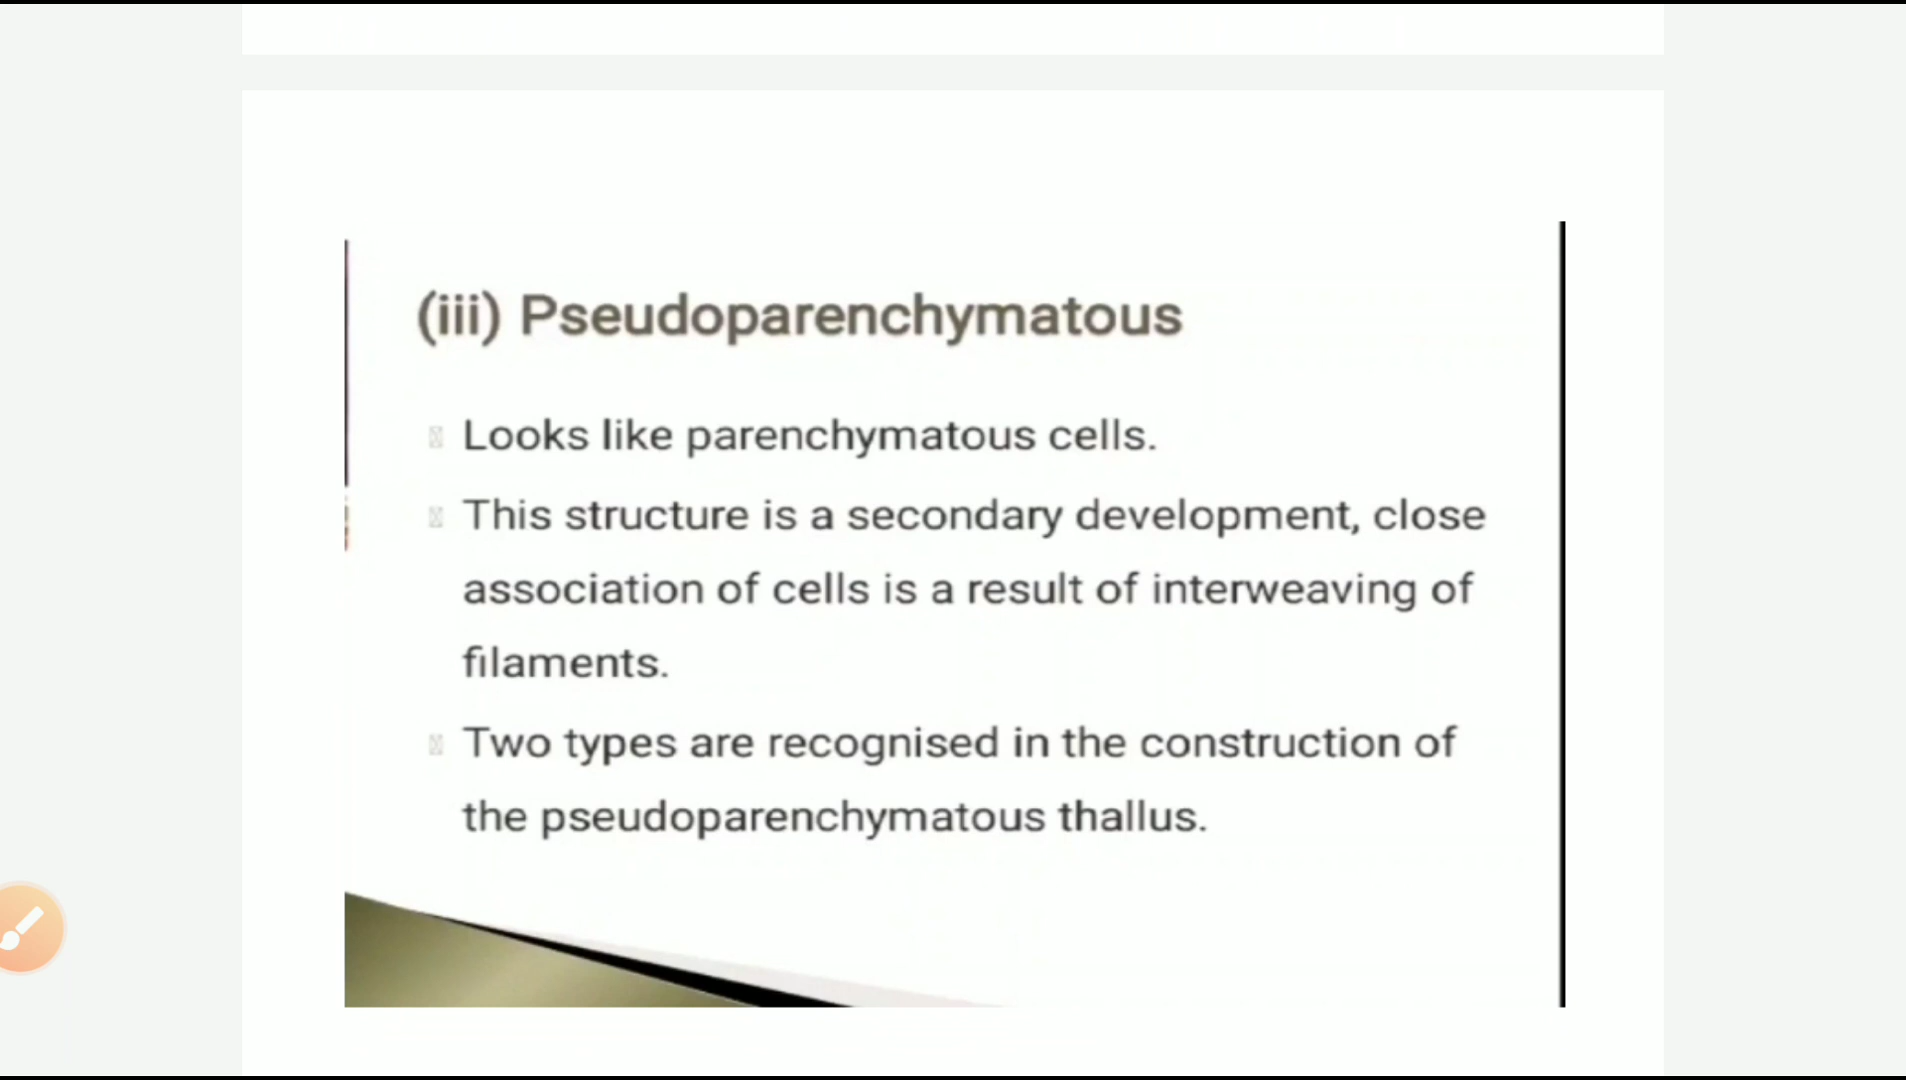 (iii) Pseudoparenchymatous
Looks like parenchymatous cells.
This structure is a secondary development, close
association of cells is a result of interweaving of
filaments.
Two types are recognised in the construction of
the pseudoparenchymatous thallus.